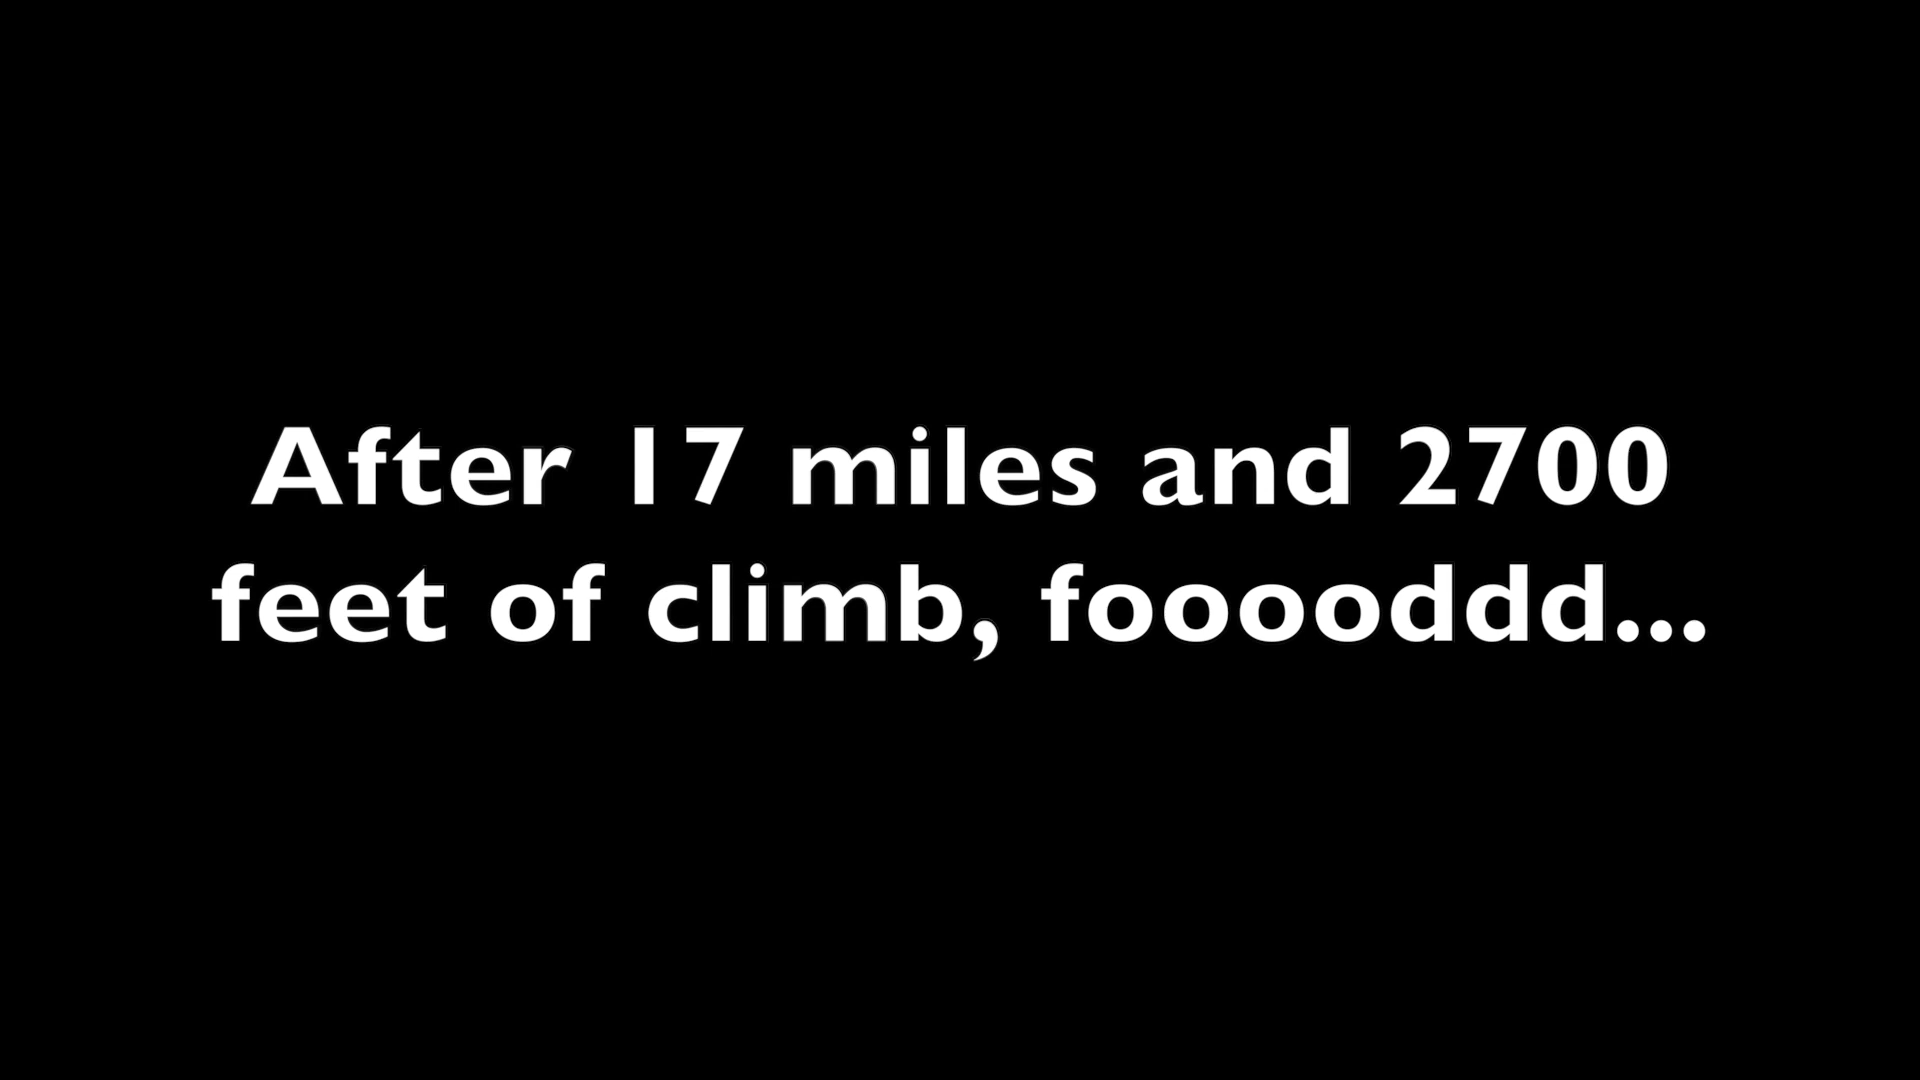 After 17 miles and 2700
feet of climb, fooooddd...